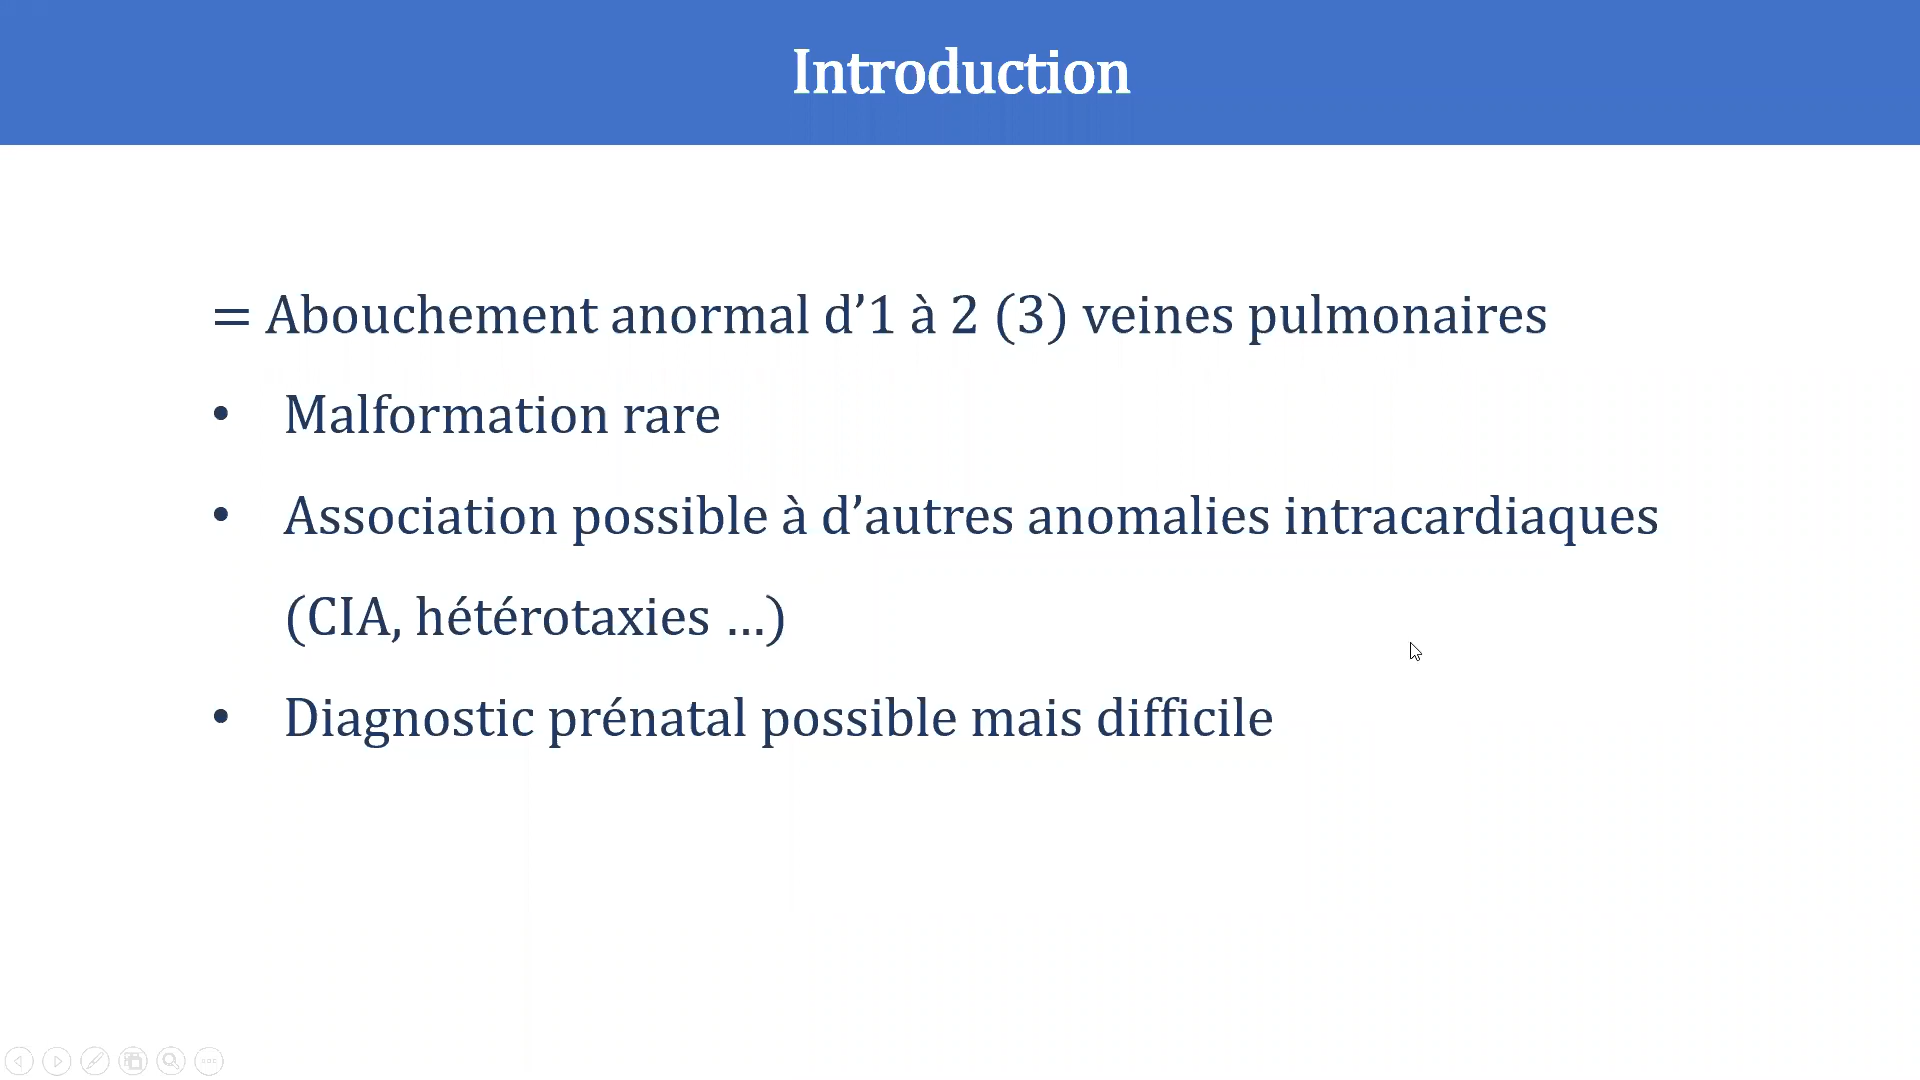 Introduction
= Abouchement anormal d’1 à 2 (3) veines pulmonaires
• Malformation rare
• Association possible à d’autres anomalies intracardiaques
(CIA, hétérotaxies …)
• Diagnostic prénatal possible mais difficile